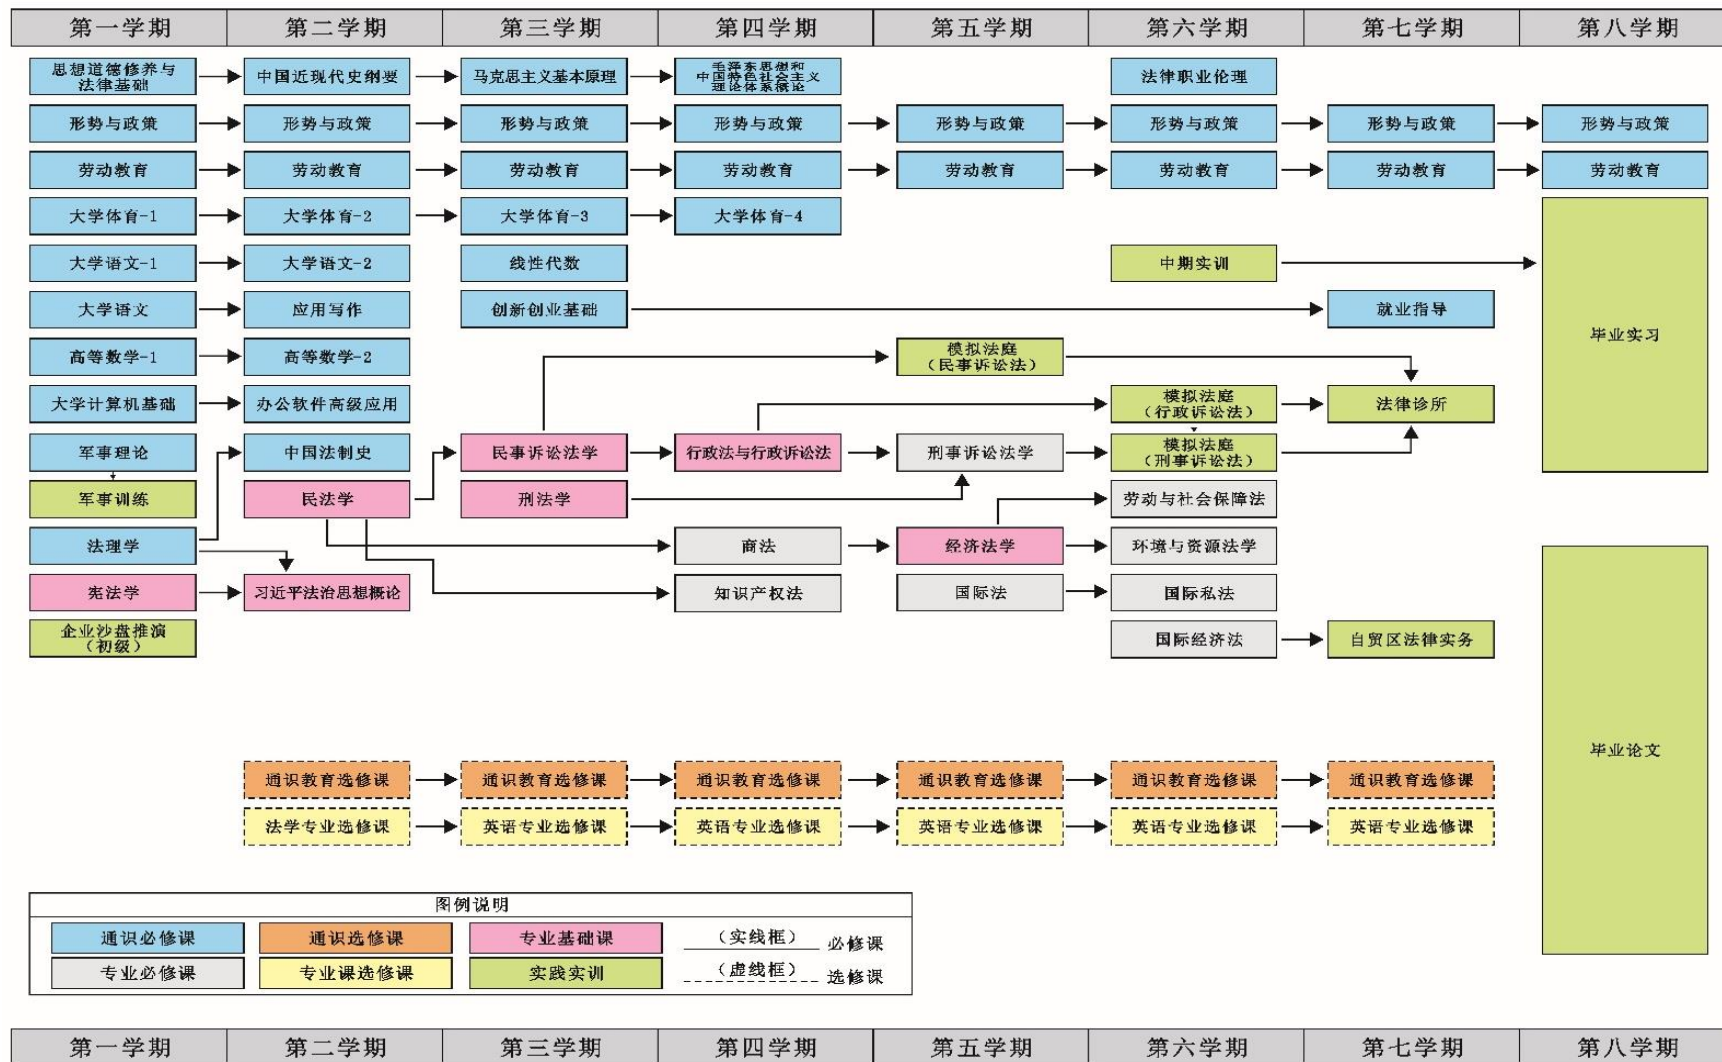 第一学期 第二学期 第三学期 第四学期 第五学期 第六学期 第七学期 第八学期
思想道德修养与
法律基础
中国近现代史纲要
马克思主义基本原理
毛泽东思想和
中国特色社会主义
理论体系概论
法律职业伦理
形势与政策 形势与政策 形势与政策 形势与政策 形势与政策 形势与政策 形势与政策 形势与政策
劳动教育 劳动教育 劳动教育 劳动教育 劳动教育 劳动教育 劳动教育 劳动教育
大学体育-1 大学体育-2 大学体育-3 大学体育-4
大学语文-1 大学语文-2 线性代数 中期实训
大学语文 应用写作 创新创业基础 就业指导
毕业实习
高等数学-1 高等数学-2
模拟法庭
（民事诉讼法）
大学计算机基础 办公软件高级应用
模拟法庭
（行政诉讼法）
法律诊所
军事理论 中国法制史 民事诉讼法学 行政法与行政诉讼法 刑事诉讼法学
模拟法庭
（刑事诉讼法）
军事训练 民法学 刑法学 劳动与社会保障法
法理学 商法 经济法学 环境与资源法学
宪法学 习近平法治思想概论 知识产权法 国际法 国际私法
企业沙盘推演
（初级）
国际经济法 自贸区法律实务
毕业论文
通识教育选修课 通识教育选修课 通识教育选修课 通识教育选修课 通识教育选修课 通识教育选修课
法学专业选修课 英语专业选修课 英语专业选修课 英语专业选修课 英语专业选修课 英语专业选修课
图例说明
通识必修课 通识选修课 专业基础课 （实线框） 必修课
专业必修课 专业课选修课 实践实训 （虚线框） 选修课
第一学期 第二学期 第三学期 第四学期 第五学期 第六学期 第七学期 第八学期